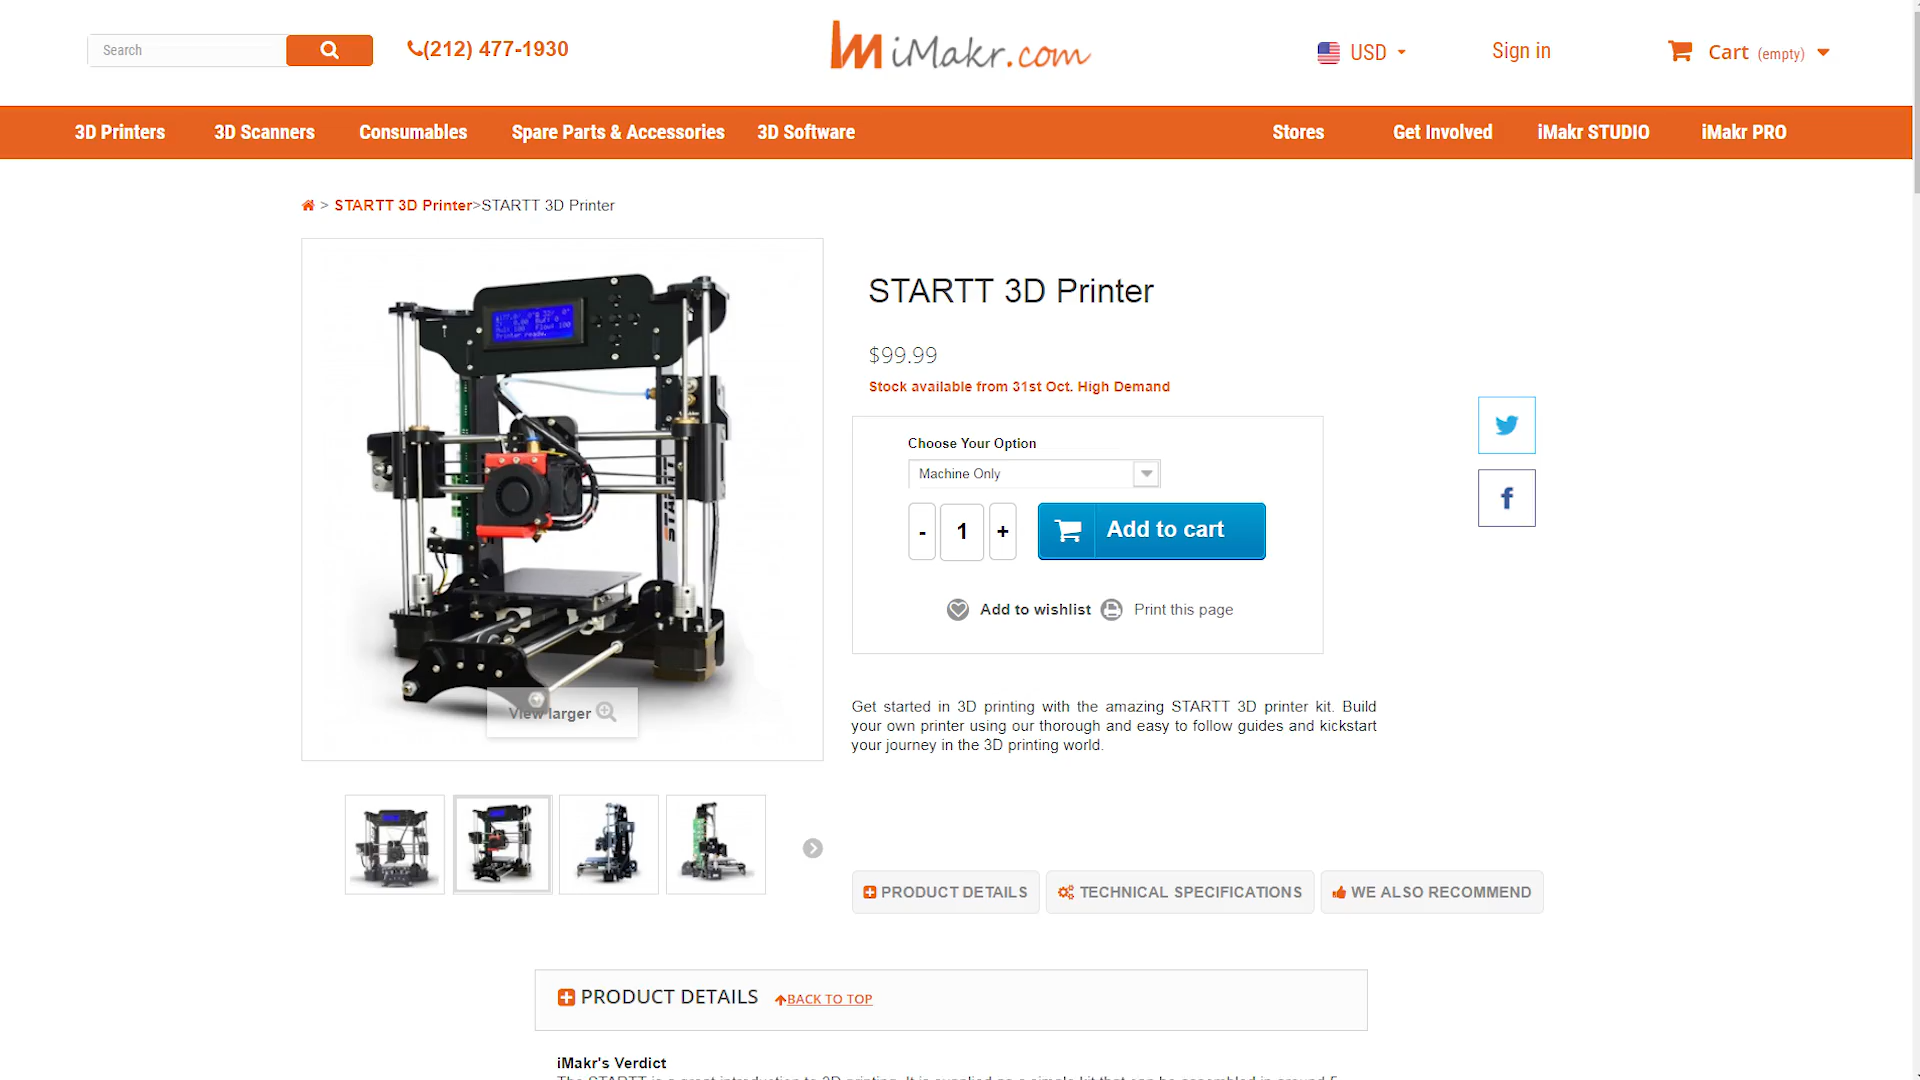 Search
(212) 477-1930
iMakr.com
USD
Sign in
Cart (empty)
3D Printers
3D Scanners
Consumables
Spare Parts & Accessories
3D Software
Stores
Get Involved
iMakr STUDIO
iMakr PRO
> STARTT 3D Printer>STARTT 3D Printer
STARTT 3D Printer
$99.99
Stock available from 31st Oct. High Demand
Choose Your Option
Machine Only
- 1 +
Add to cart
Add to wishlist
Print this page
View larger
Get started in 3D printing with the amazing STARTT 3D printer kit. Build
your own printer using our thorough and easy to follow guides and kickstart
your journey in the 3D printing world.
PRODUCT DETAILS
TECHNICAL SPECIFICATIONS
WE ALSO RECOMMEND
PRODUCT DETAILS
BACK TO TOP
iMakr's Verdict